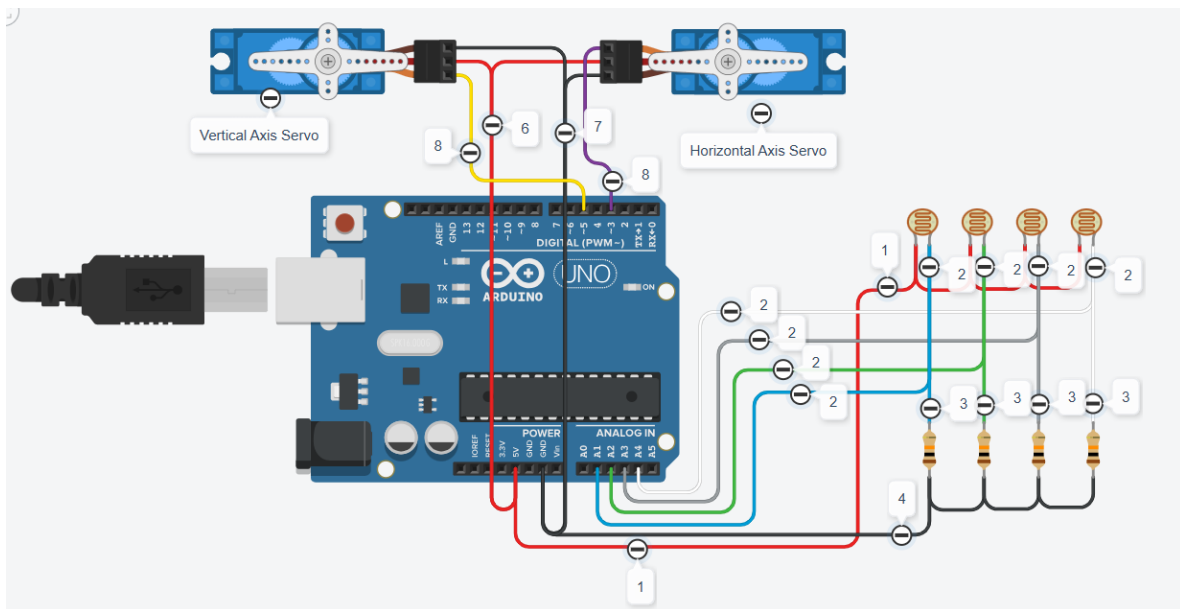 6
7
8
8
Vertical Axis Servo
Horizontal Axis Servo
AREF
GND
13
12
~11
~10
~9
8
7
~6
~5
4
~3
2
TX→1
RX←0
DIGITAL (PWM~)
L
TX
RX
ARDUINO
UNO
ON
1
2
2
2
2
2
2
2
2
3
3
3
3
POWER
ANALOG IN
IOREF
RESET
3.3V
5V
GND
GND
Vin
A0
A1
A2
A3
A4
A5
4
1